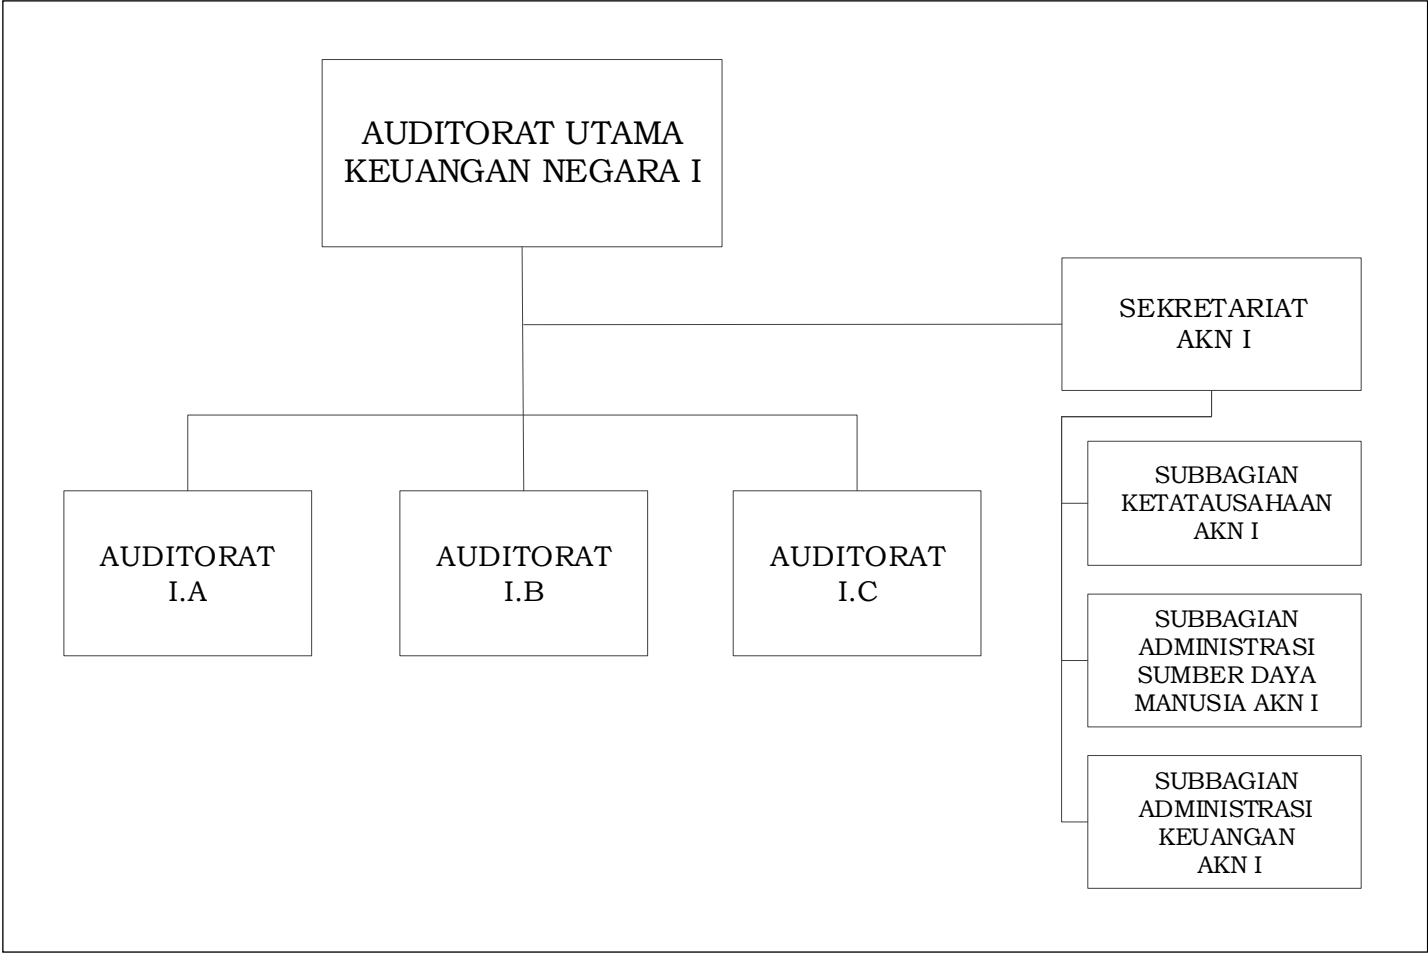 AUDITORAT UTAMA
KEUANGAN NEGARA I
SEKRETARIAT
AKN I
AUDITORAT
I.A
AUDITORAT
I.B
AUDITORAT
I.C
SUBBAGIAN
KETATAUSAHAAN
AKN I
SUBBAGIAN
ADMINISTRASI
SUMBER DAYA
MANUSIA AKN I
SUBBAGIAN
ADMINISTRASI
KEUANGAN
AKN I